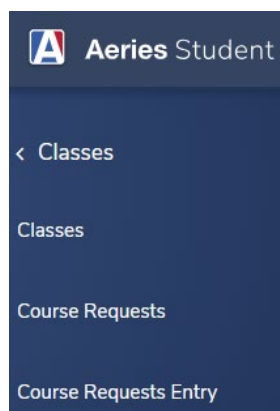 Aeries Student
< Classes
Classes
Course Requests
Course Requests Entry